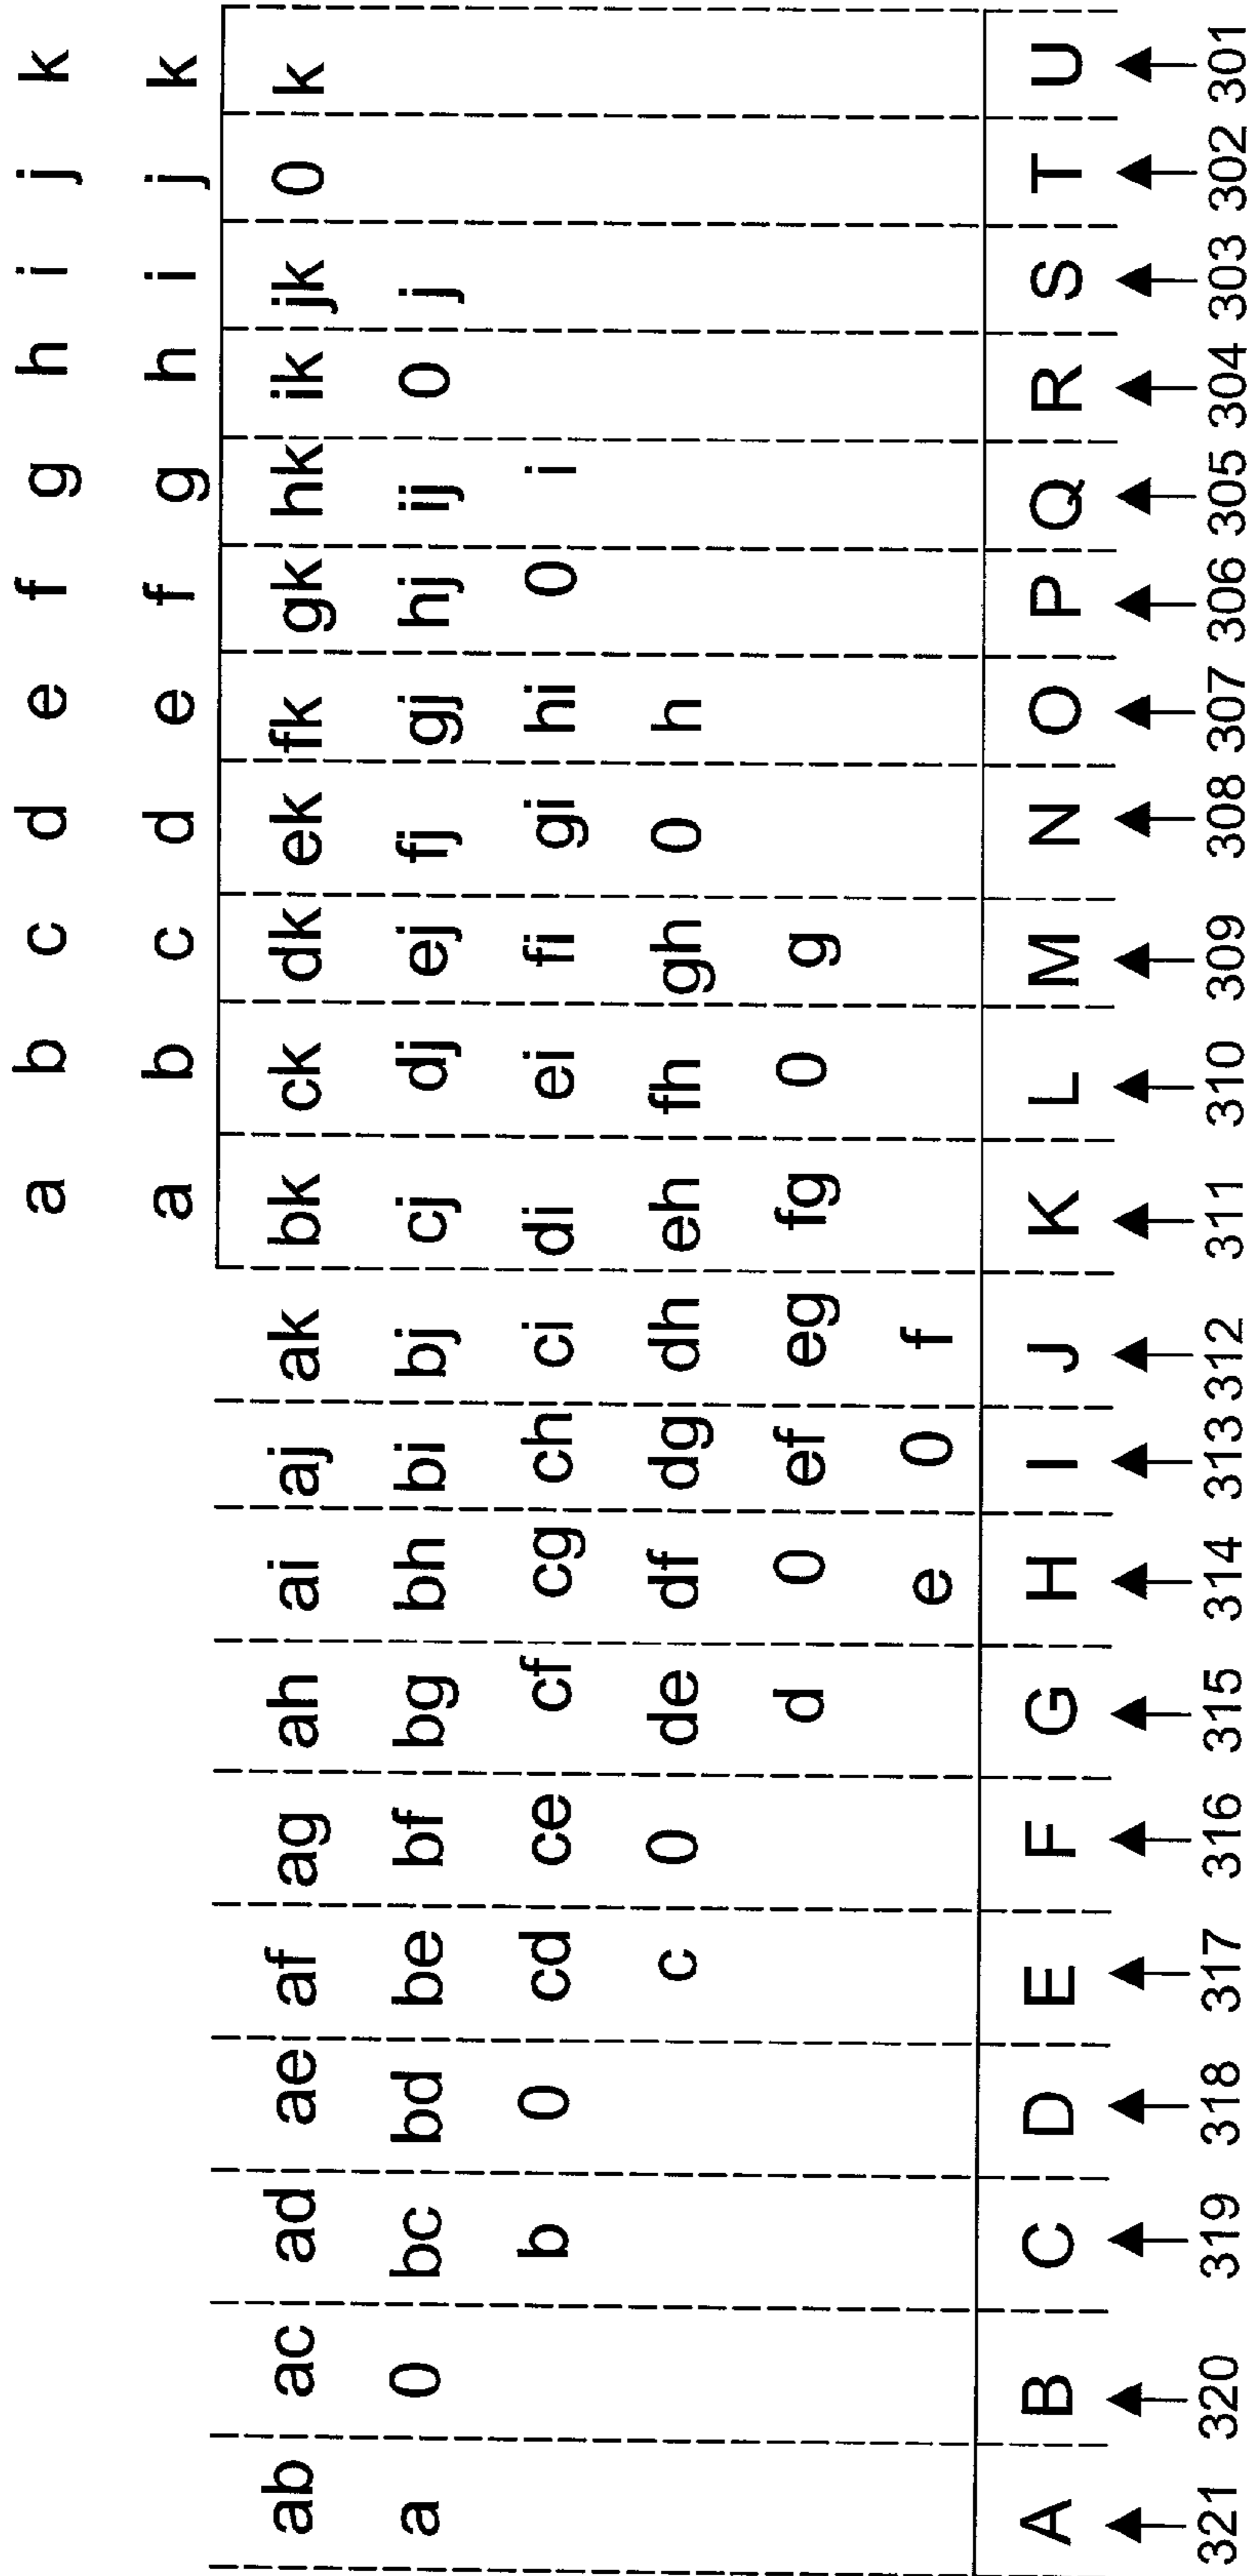 a b c d e f g h i j k
a b c d e f g h i j k
ab ac ad ae af ag ah ai aj ak bk ck dk ek fk gk hk ik jk 0 k
a 0 bc bd be bf bg bh bi bj cj dj ej fj gj hj ij 0 j
b 0 cd ce cf cg ch ci di ei fi gi hi 0 i
c 0 de df dg dh eh fh gh 0 h
d 0 ef eg fg 0 g
e 0 f
A B C D E F G H I J K L M N O P Q R S T U
321 320 319 318 317 316 315 314 313 312 311 310 309 308 307 306 305 304 303 302 301